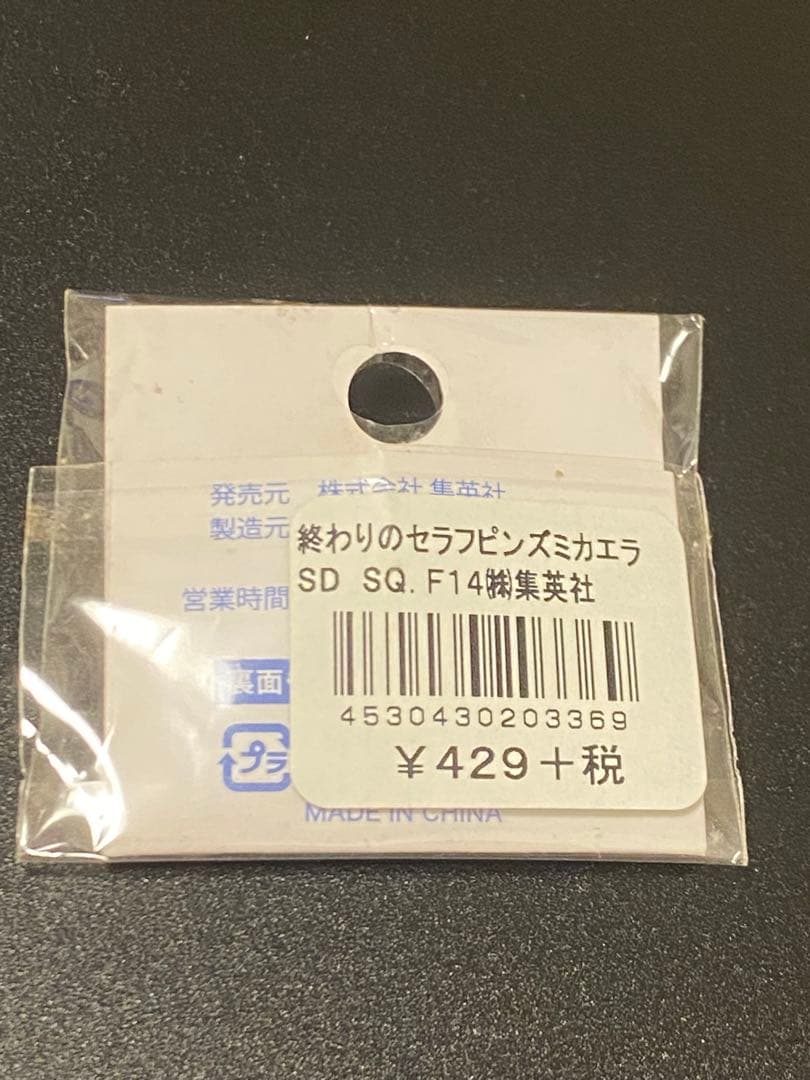 発売元 株式会社 集英社
製造元
営業時間
裏面
プラ
終わりのセラフピンズミカエラ
SD SQ.F14㈱集英社
4530430203369
¥429+税
MADE IN CHINA